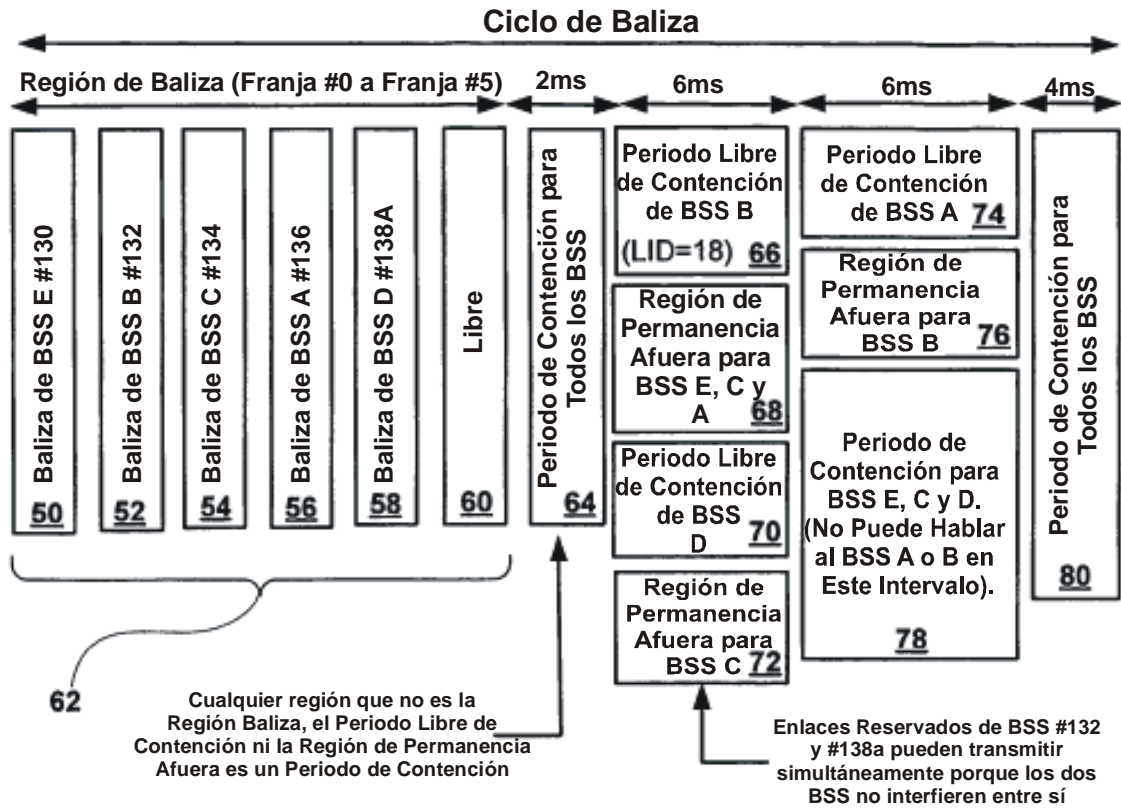 Ciclo de Baliza
Región de Baliza (Franja #0 a Franja #5)
2ms
6ms
6ms
4ms
Baliza de BSS E #130
50
Baliza de BSS B #132
52
Baliza de BSS C #134
54
Baliza de BSS A #136
56
Baliza de BSS D #138A
58
Libre
60
Periodo de Contención para
Todos los BSS
64
Periodo Libre
de Contención
de BSS B
(LID=18) 66
Región de
Permanencia
Afuera para
BSS E, C y
A 68
Periodo Libre
de Contención
de BSS
D 70
Región de
Permanencia
Afuera para
BSS C 72
Periodo Libre
de Contención
de BSS A 74
Región de
Permanencia
Afuera para
BSS B 76
Periodo de
Contención para
BSS E, C y D.
(No Puede Hablar
al BSS A o B en
Este Intervalo).
78
Periodo de Contención para
Todos los BSS
80
62
Cualquier región que no es la
Región Baliza, el Periodo Libre de
Contención ni la Región de Permanencia
Afuera es un Periodo de Contención
Enlaces Reservados de BSS #132
y #138a pueden transmitir
simultáneamente porque los dos
BSS no interfieren entre sí